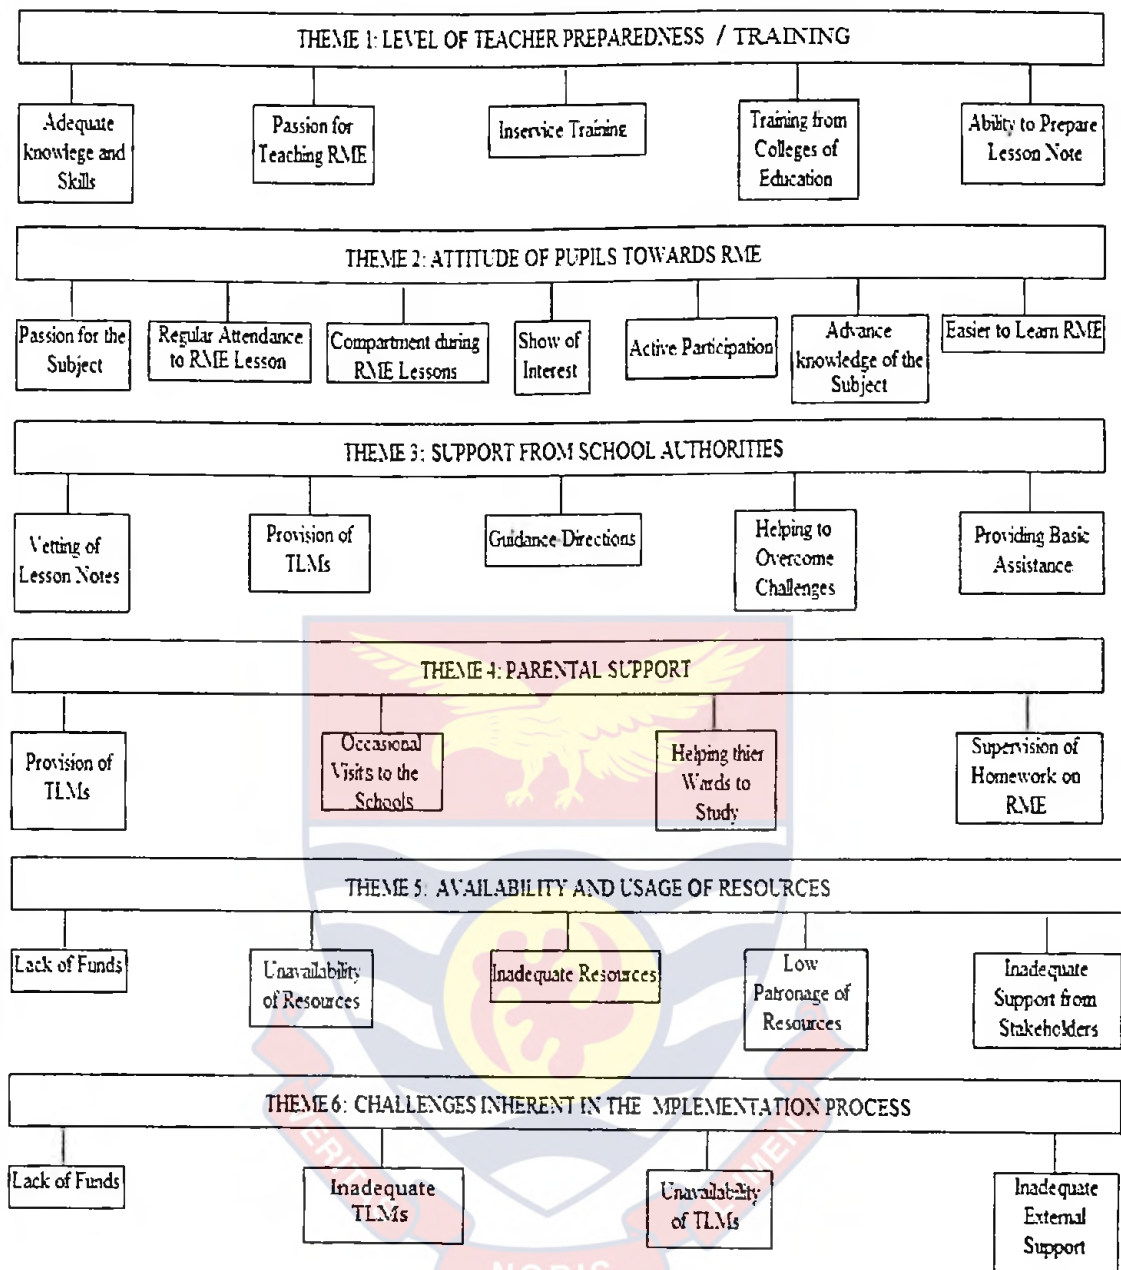 THEME 1: LEVEL OF TEACHER PREPAREDNESS / TRAINING
Adequate
knowlege and
Skills
Passion for
Teaching RME
Inservice Training
Training from
Colleges of
Education
Ability to Prepare
Lesson Note
THEME 2: ATTITUDE OF PUPILS TOWARDS RME
Passion for the
Subject
Regular Attendance
to RME Lesson
Compartment during
RME Lessons
Show of
Interest
Active Participation
Advance
knowledge of the
Subject
Easier to Learn RME
THEME 3: SUPPORT FROM SCHOOL AUTHORITIES
Vetting of
Lesson Notes
Provision of
TLMs
Guidance Directions
Helping to
Overcome
Challenges
Providing Basic
Assistance
THEME 4: PARENTAL SUPPORT
Provision of
TLMs
Occasional
Visits to the
Schools
Helping thier
Wards to
Study
Supervision of
Homework on
RME
THEME 5: AVAILABILITY AND USAGE OF RESOURCES
Lack of Funds
Unavailability
of Resources
Inadequate Resources
Low
Patronage of
Resources
Inadequate
Support from
Stakeholders
THEME 6: CHALLENGES INHERENT IN THE MPLEMENTATION PROCESS
Lack of Funds
Inadequate
TLMs
Unavailability
of TLMs
Inadequate
External
Support
NOBIS